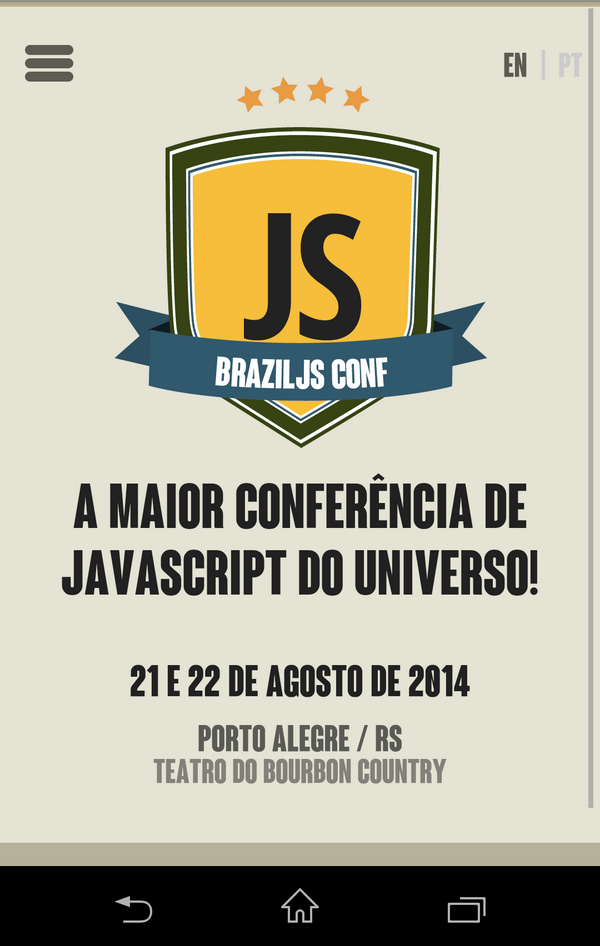 EN | PT
JS
BRAZILJS CONF
A MAIOR CONFERÊNCIA DE
JAVASCRIPT DO UNIVERSO!
21 E 22 DE AGOSTO DE 2014
PORTO ALEGRE / RS
TEATRO DO BOURBON COUNTRY